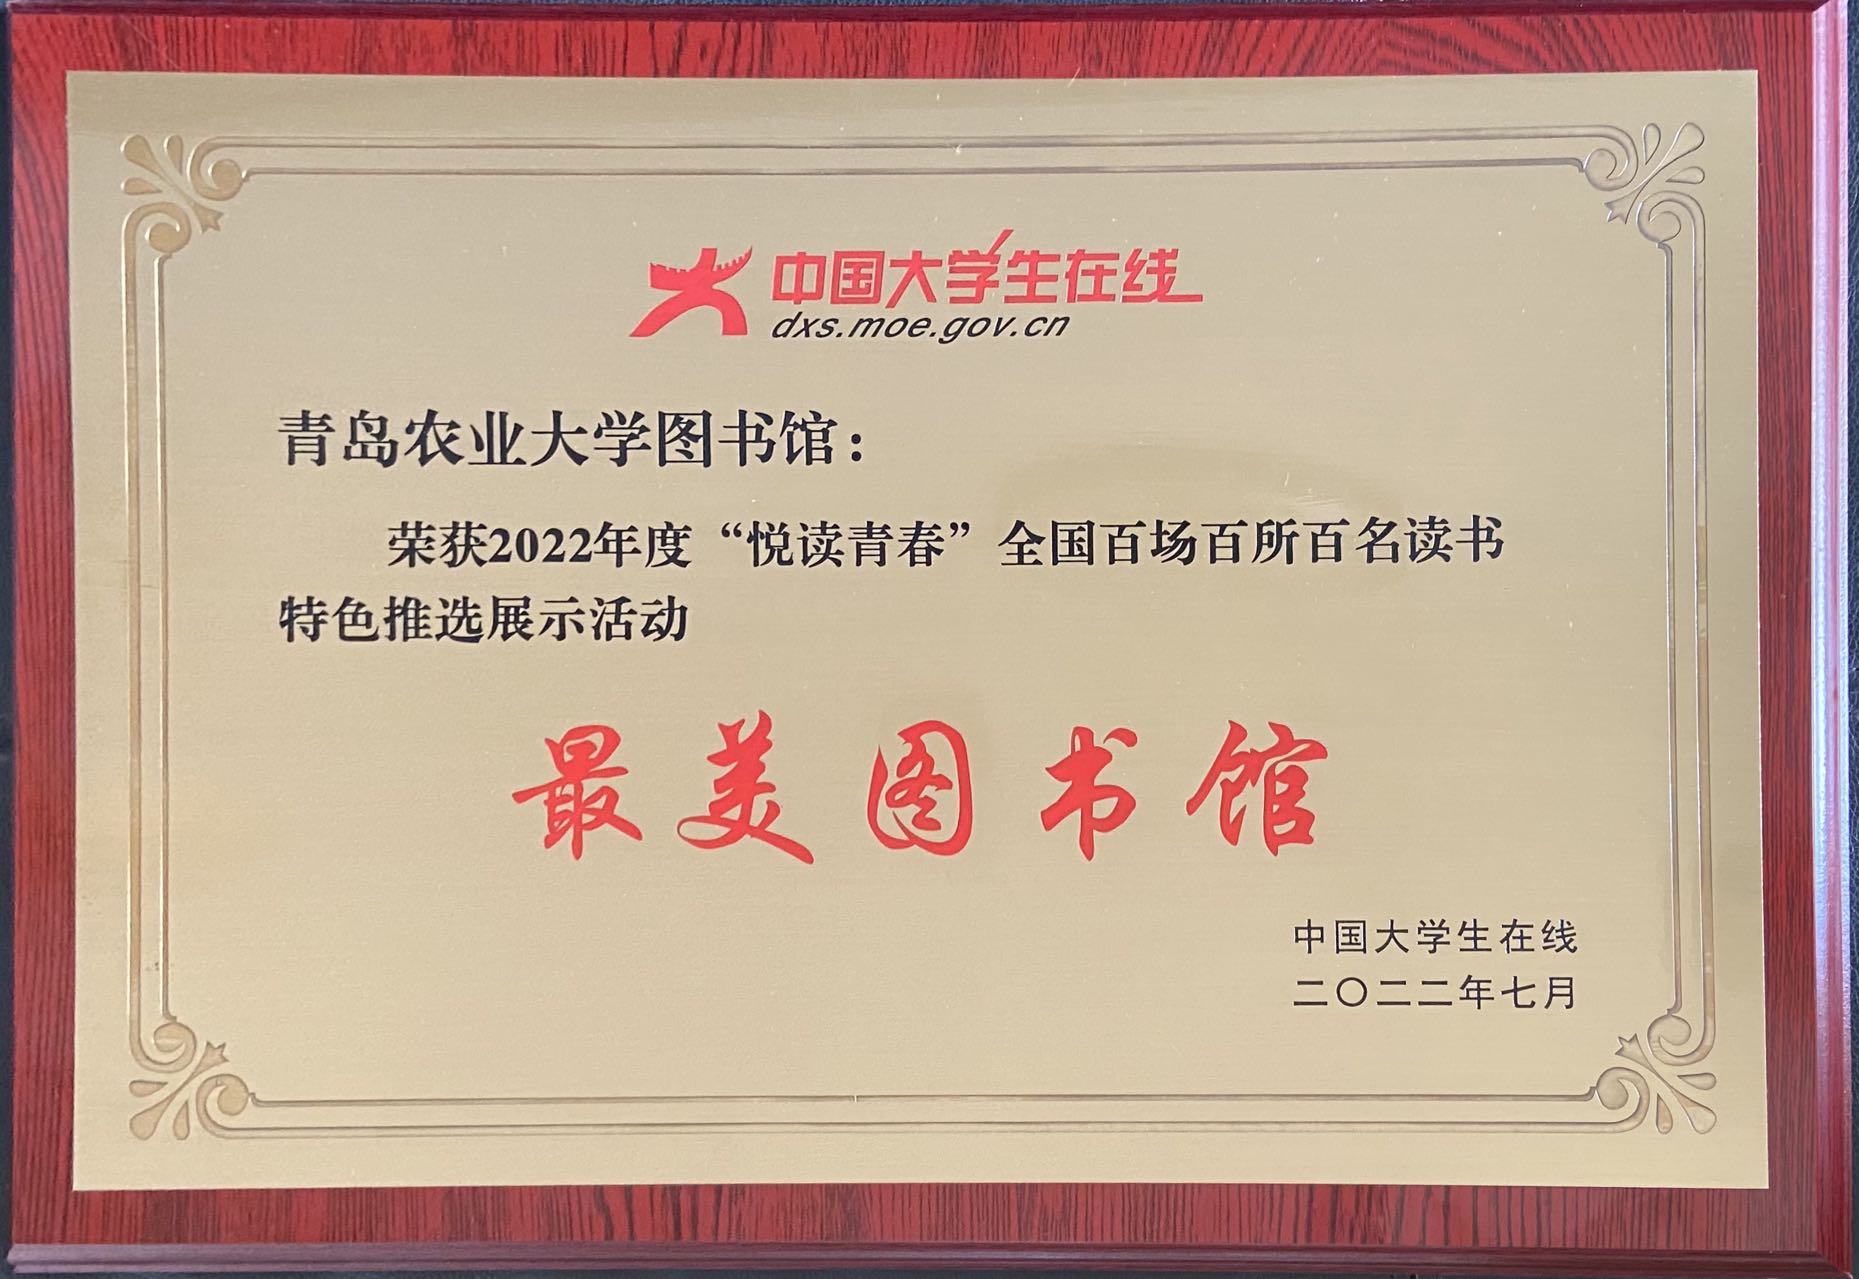 中国大学生在线
dxs.moe.gov.cn
青岛农业大学图书馆：
荣获2022年度“悦读青春”全国百场百所百名读书
特色推选展示活动
最美图书馆
中国大学生在线
二〇二二年七月